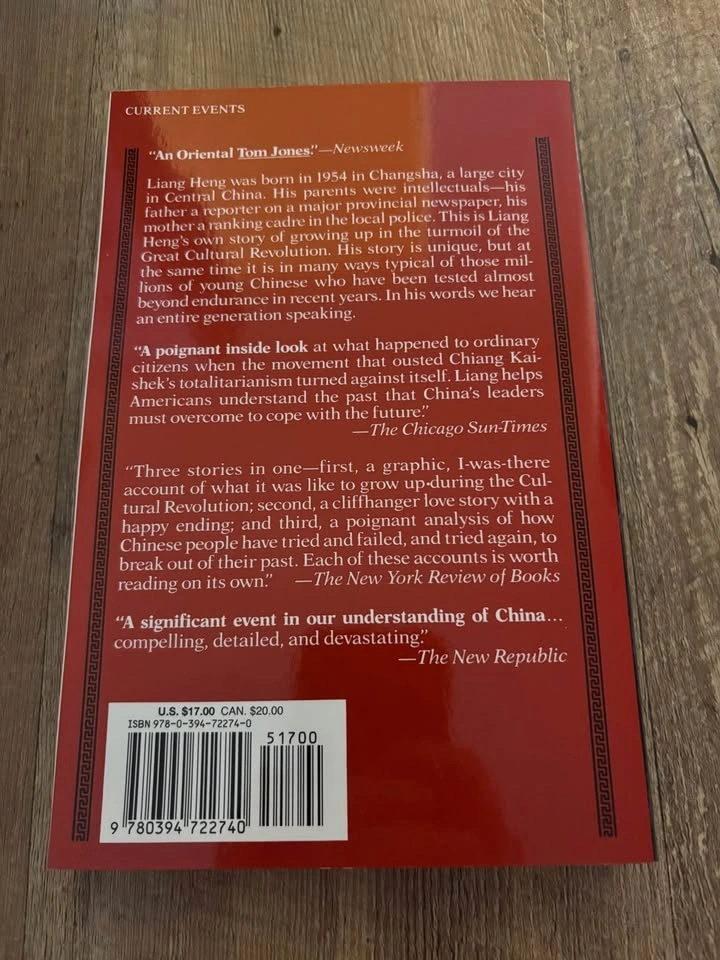 CURRENT EVENTS
“An Oriental Tom Jones.”—Newsweek
Liang Heng was born in 1954 in Changsha, a large city
in Central China. His parents were intellectuals—his
father a reporter on a major provincial newspaper, his
mother a ranking cadre in the local police. This is Liang
Heng's own story of growing up in the turmoil of the
Great Cultural Revolution. His story is unique, but at
the same time it is in many ways typical of those mil-
lions of young Chinese who have been tested almost
beyond endurance in recent years. In his words we hear
an entire generation speaking.
“A poignant inside look at what happened to ordinary
citizens when the movement that ousted Chiang Kai-
shek's totalitarianism turned against itself. Liang helps
Americans understand the past that China's leaders
must overcome to cope with the future.”
—The Chicago Sun-Times
“Three stories in one—first, a graphic, I-was-there
account of what it was like to grow up during the Cul-
tural Revolution; second, a cliffhanger love story with a
happy ending; and third, a poignant analysis of how
Chinese people have tried and failed, and tried again, to
break out of their past. Each of these accounts is worth
reading on its own.” —The New York Review of Books
“A significant event in our understanding of China...
compelling, detailed, and devastating.”
—The New Republic
U.S. $17.00 CAN. $20.00
ISBN 978-0-394-72274-0
51700
9 780394 722740